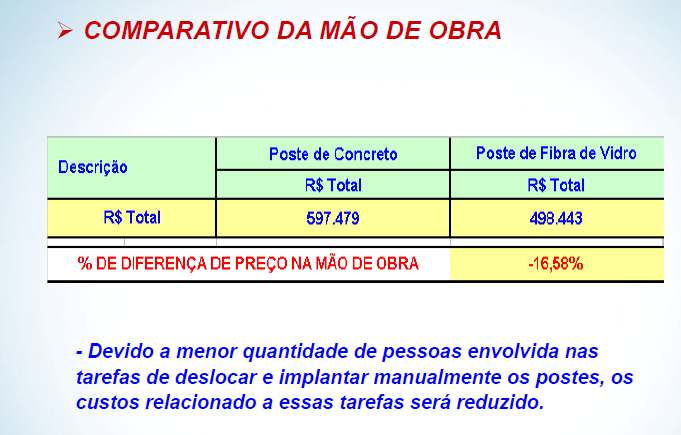 COMPARATIVO DA MÃO DE OBRA
Descrição
Poste de Concreto
Poste de Fibra de Vidro
R$ Total
R$ Total
R$ Total
597.479
498.443
% DE DIFERENÇA DE PREÇO NA MÃO DE OBRA
-16,58%
- Devido a menor quantidade de pessoas envolvida nas
tarefas de deslocar e implantar manualmente os postes, os
custos relacionado a essas tarefas será reduzido.